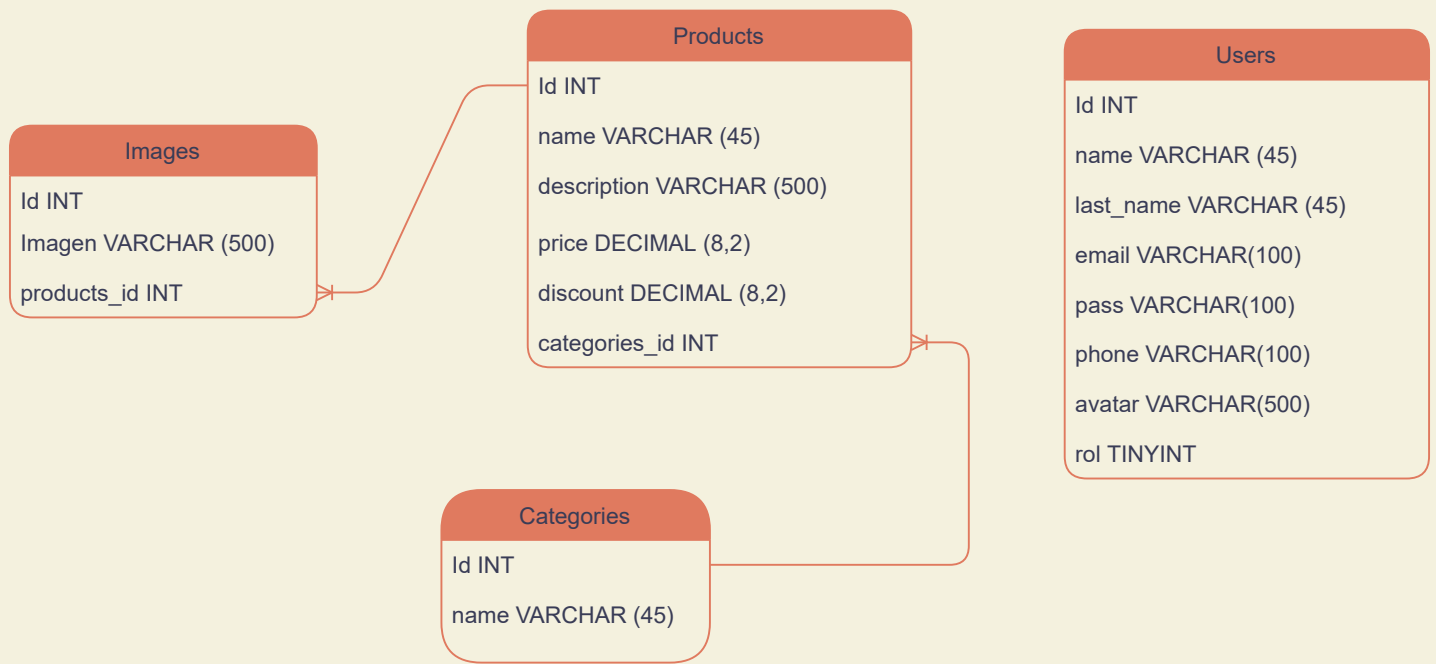 Images
Id INT
Imagen VARCHAR (500)
products_id INT
Products
Id INT
name VARCHAR (45)
description VARCHAR (500)
price DECIMAL (8,2)
discount DECIMAL (8,2)
categories_id INT
Categories
Id INT
name VARCHAR (45)
Users
Id INT
name VARCHAR (45)
last_name VARCHAR (45)
email VARCHAR(100)
pass VARCHAR(100)
phone VARCHAR(100)
avatar VARCHAR(500)
rol TINYINT